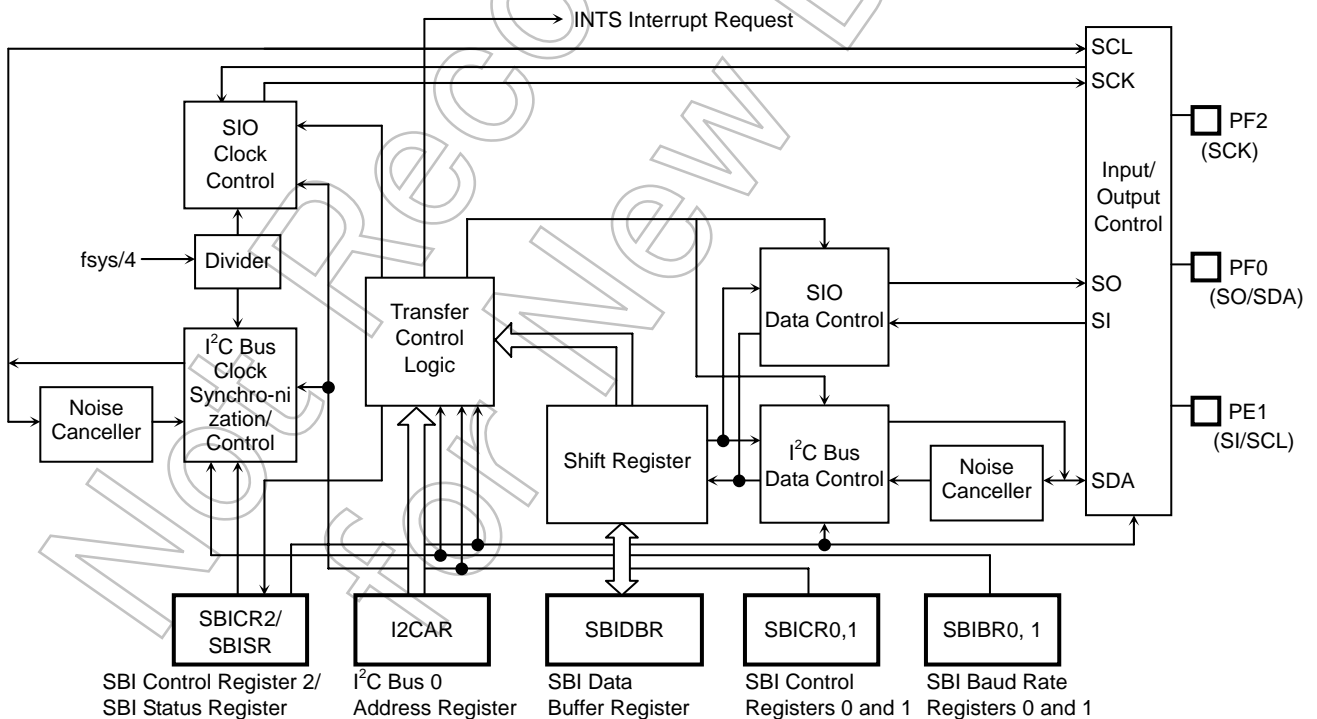 INTS Interrupt Request
SCL
SCK
SIO
Clock
Control
PF2
(SCK)
Input/
Output
Control
fsys/4
Divider
Transfer
Control
Logic
SIO
Data Control
SO
SI
PF0
(SO/SDA)
I²C Bus
Clock
Synchro-ni
zation/
Control
Noise
Canceller
Shift Register
I²C Bus
Data Control
Noise
Canceller
SDA
PE1
(SI/SCL)
SBICR2/
SBISR
I2CAR
SBIDBR
SBICR0,1
SBIBR0, 1
SBI Control Register 2/
SBI Status Register
I²C Bus 0
Address Register
SBI Data
Buffer Register
SBI Control
Registers 0 and 1
SBI Baud Rate
Registers 0 and 1
Not Reco
for New